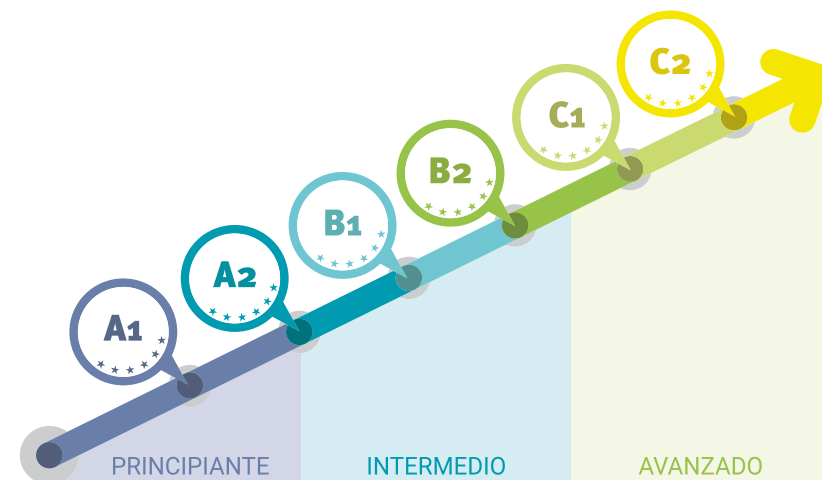 A1
A2
B1
B2
C1
C2
PRINCIPIANTE
INTERMEDIO
AVANZADO